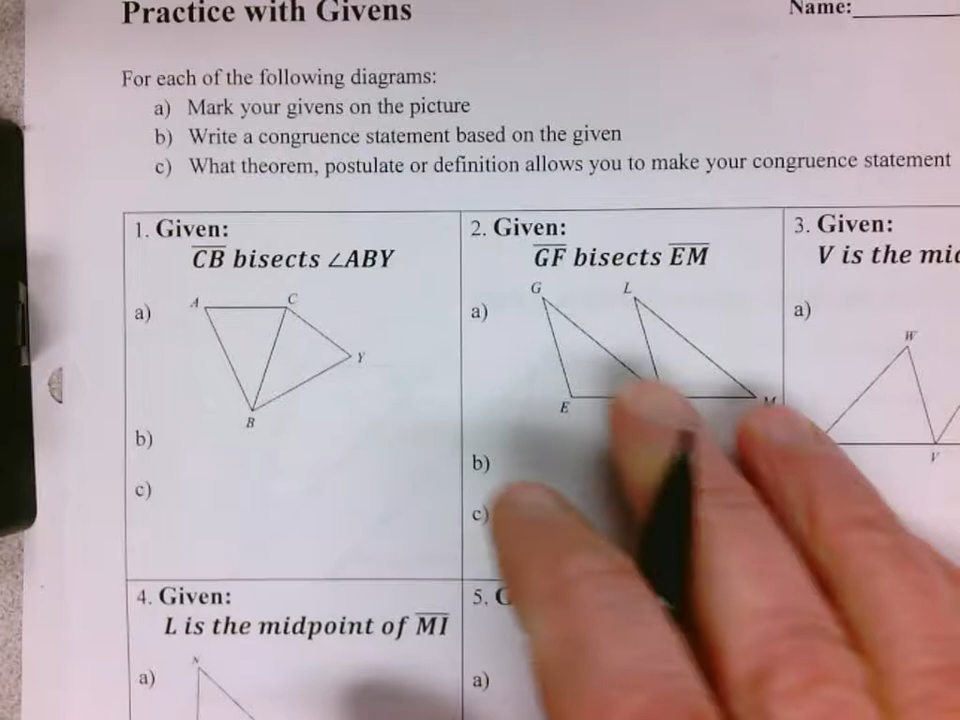 Practice with Givens
Name:
For each of the following diagrams:
a) Mark your givens on the picture
b) Write a congruence statement based on the given
c) What theorem, postulate or definition allows you to make your congruence statement
1. Given:
CB bisects ∠ABY
a)
A
C
Y
B
b)
c)
2. Given:
GF bisects EM
a)
G
L
E
M
b)
c)
3. Given:
V is the
a)
W
V
4. Given:
L is the midpoint of MI
a)
N
5.
a)